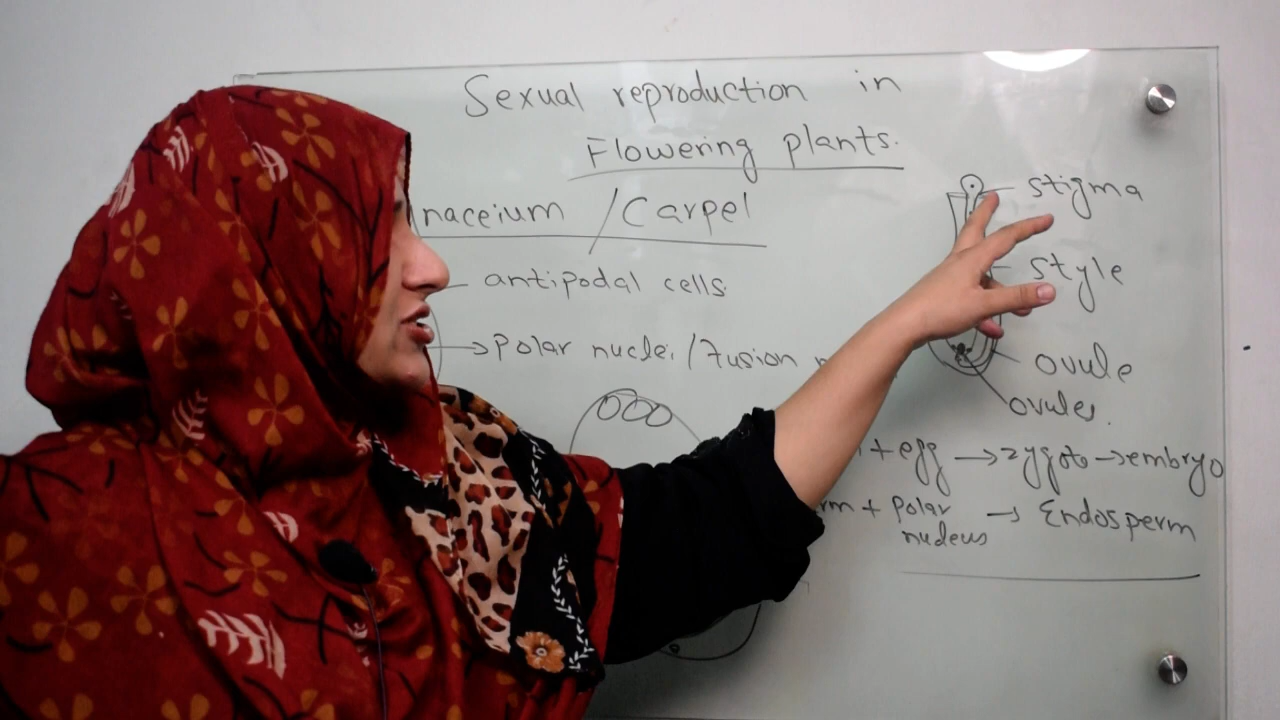 Sexual reproduction in
Flowering plants.
naceium / Carpel
antipodal cells
polar nuclei / Fusion
stigma
style
ovule
ovules.
+ egg → zygote → embryo
rm + polar nucleus → Endosperm